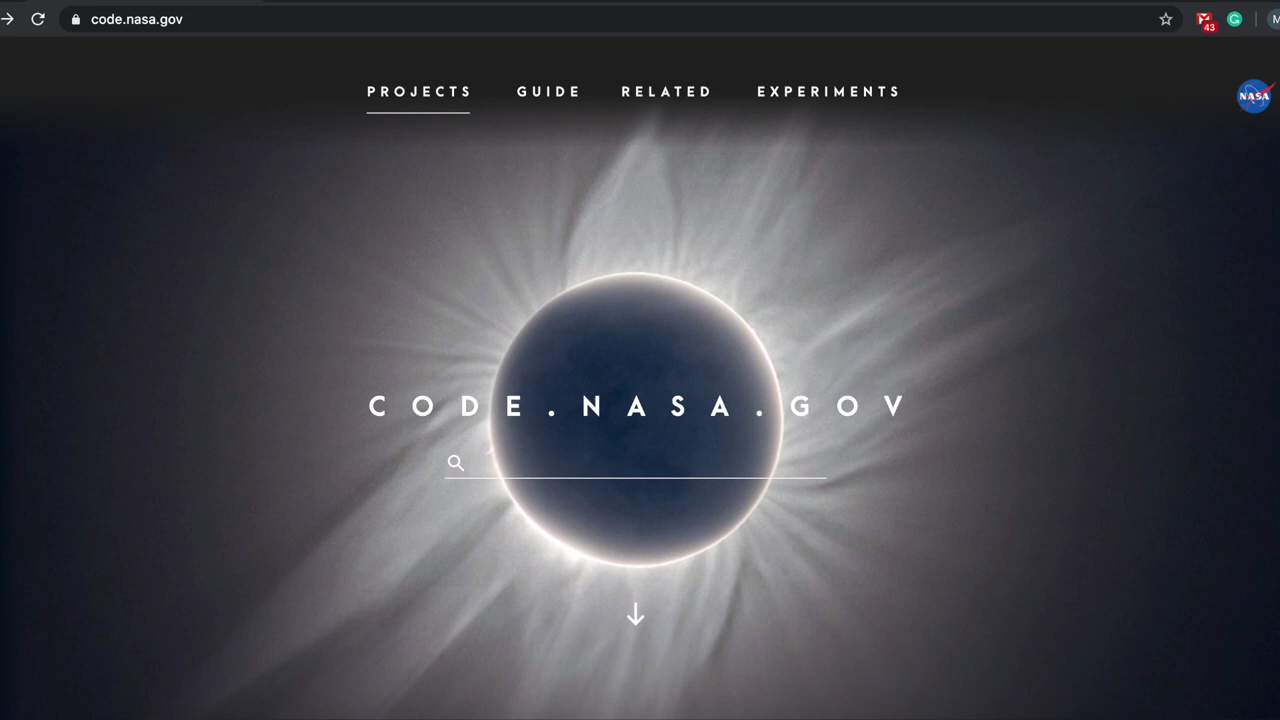 code.nasa.gov
43
M
PROJECTS GUIDE RELATED EXPERIMENTS
NASA
CODE.NASA.GOV